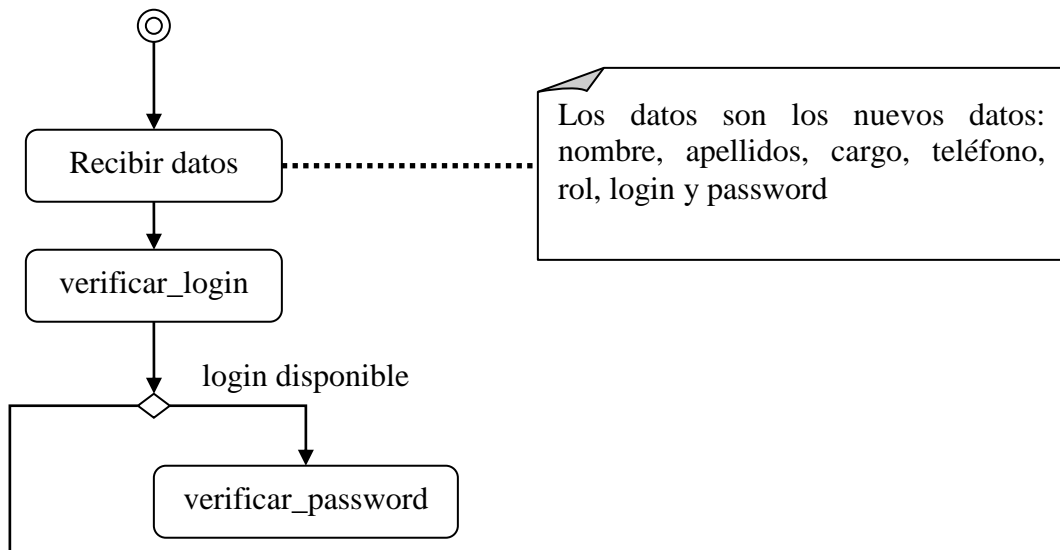 Los datos son los nuevos datos:
nombre, apellidos, cargo, teléfono,
rol, login y password
Recibir datos
verificar_login
login disponible
verificar_password